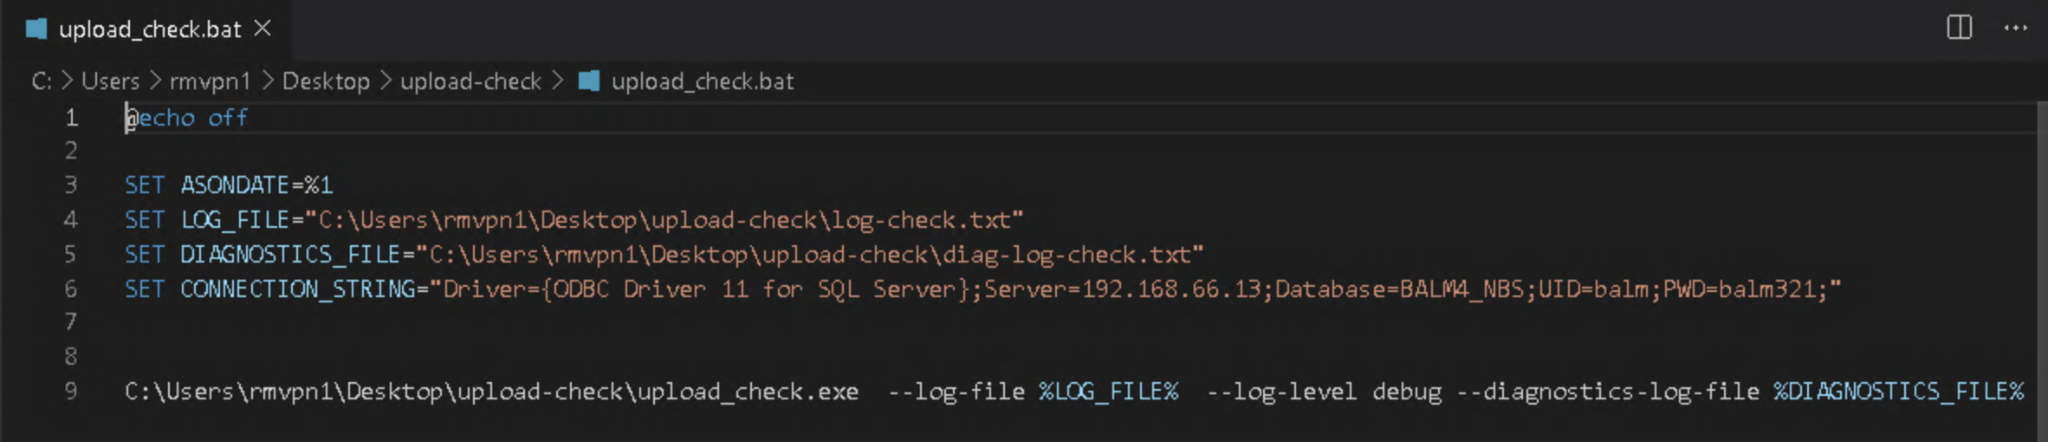 upload_check.bat
C: > Users > rmvpn1 > Desktop > upload-check > upload_check.bat
1 @echo off
2
3 SET ASONDATE=%1
4 SET LOG_FILE="C:\Users\rmvpn1\Desktop\upload-check\log-check.txt"
5 SET DIAGNOSTICS_FILE="C:\Users\rmvpn1\Desktop\upload-check\diag-log-check.txt"
6 SET CONNECTION_STRING="Driver={ODBC Driver 11 for SQL Server};Server=192.168.66.13;Database=BALM4_NBS;UID=balm;PWD=balm321;"
7
8
9 C:\Users\rmvpn1\Desktop\upload-check\upload_check.exe  --log-file %LOG_FILE%  --log-level debug --diagnostics-log-file %DIAGNOSTICS_FILE%